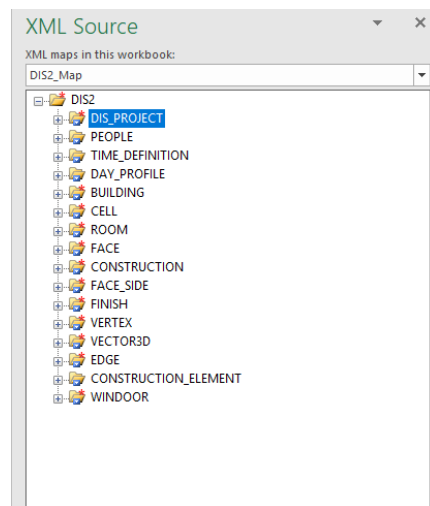 XML Source
XML maps in this workbook:
DIS2_Map
DIS2
DIS_PROJECT
PEOPLE
TIME_DEFINITION
DAY_PROFILE
BUILDING
CELL
ROOM
FACE
CONSTRUCTION
FACE_SIDE
FINISH
VERTEX
VECTOR3D
EDGE
CONSTRUCTION_ELEMENT
WINDOOR